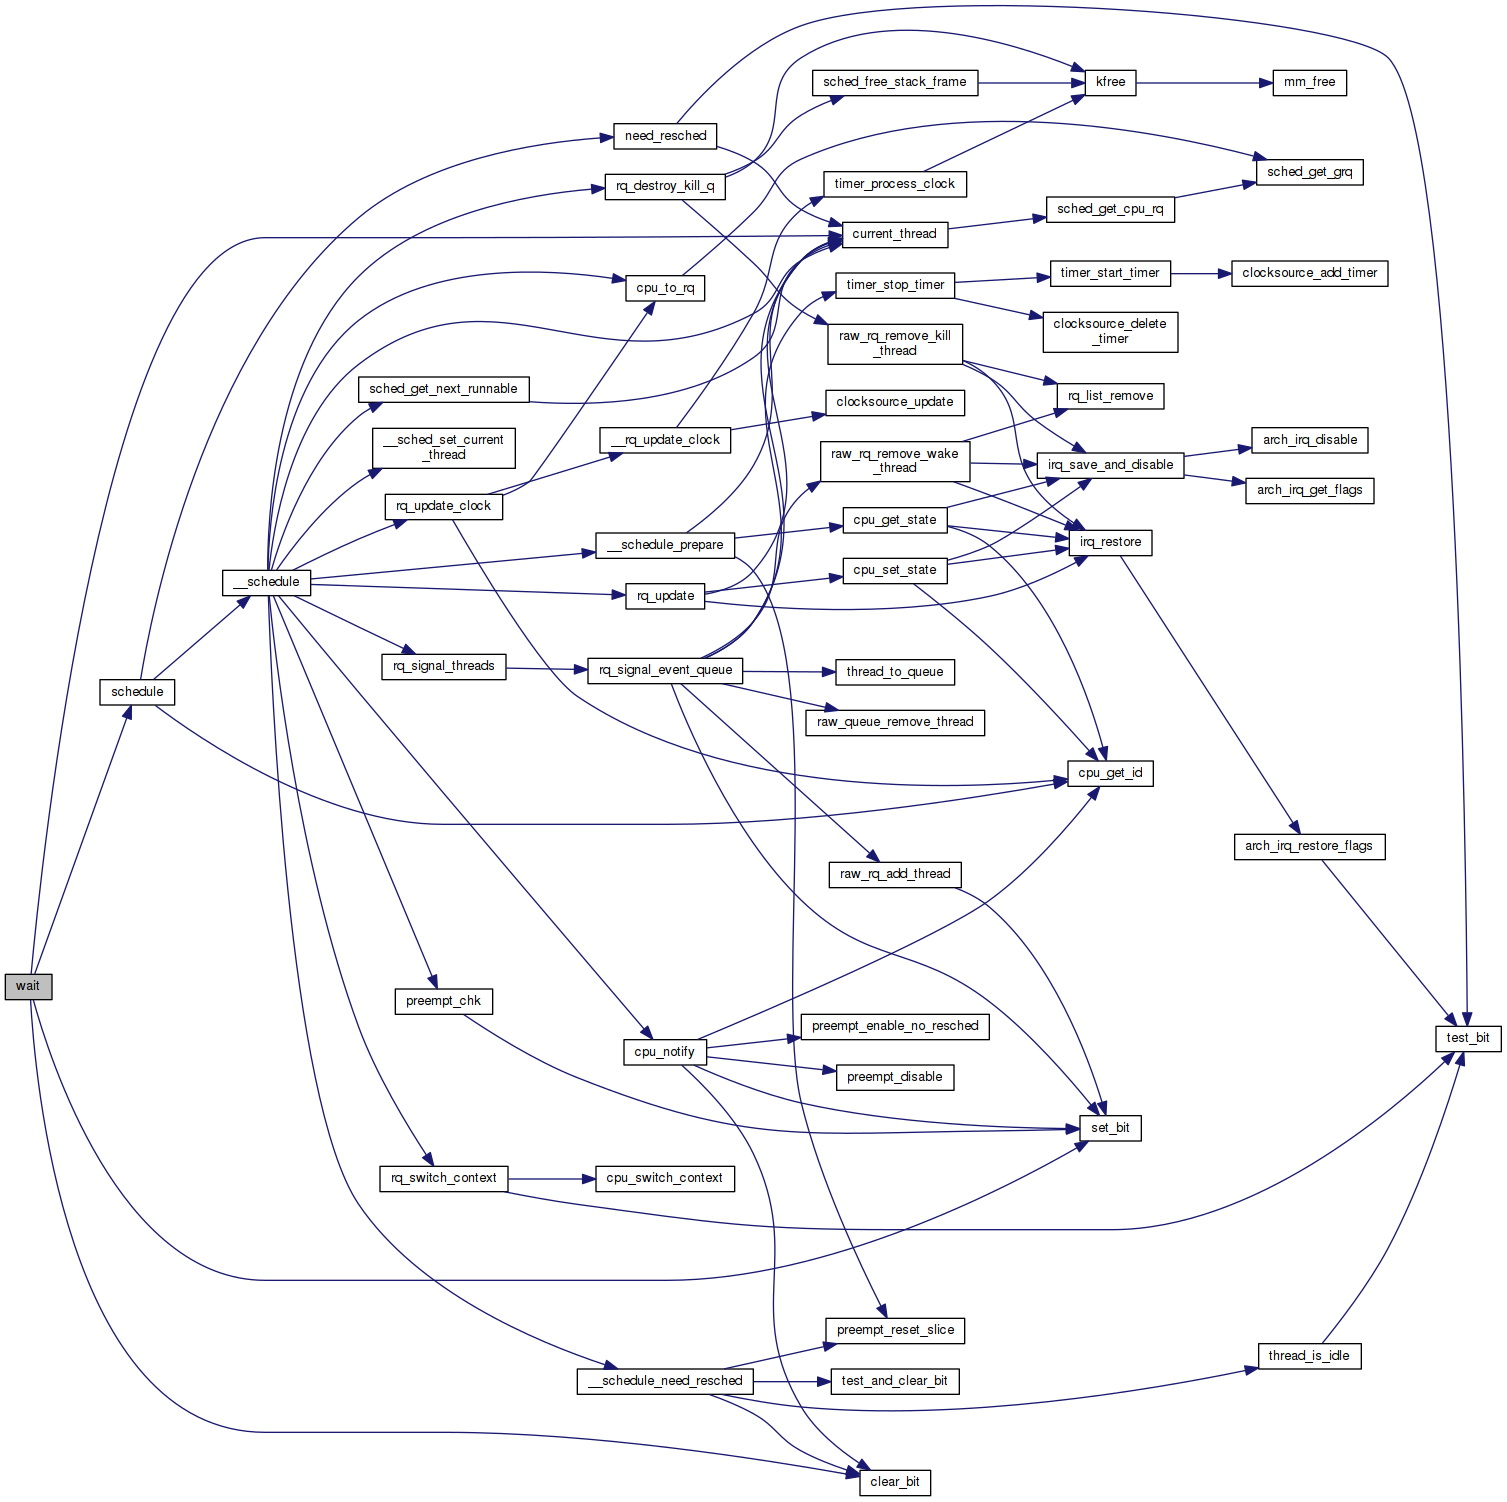 sched_free_stack_frame
kfree
mm_free
need_resched
sched_get_grq
rq_destroy_kill_q
timer_process_clock
sched_get_cpu_rq
current_thread
cpu_to_rq
timer_stop_timer
timer_start_timer
clocksource_add_timer
clocksource_delete
_timer
raw_rq_remove_kill
_thread
sched_get_next_runnable
clocksource_update
rq_list_remove
__sched_set_current
_thread
__rq_update_clock
raw_rq_remove_wake
_thread
irq_save_and_disable
arch_irq_disable
arch_irq_get_flags
rq_update_clock
cpu_get_state
__schedule_prepare
irq_restore
__schedule
cpu_set_state
rq_update
rq_signal_threads
rq_signal_event_queue
thread_to_queue
schedule
raw_queue_remove_thread
cpu_get_id
arch_irq_restore_flags
raw_rq_add_thread
wait
preempt_chk
preempt_enable_no_resched
test_bit
cpu_notify
preempt_disable
set_bit
rq_switch_context
cpu_switch_context
preempt_reset_slice
thread_is_idle
__schedule_need_resched
test_and_clear_bit
clear_bit